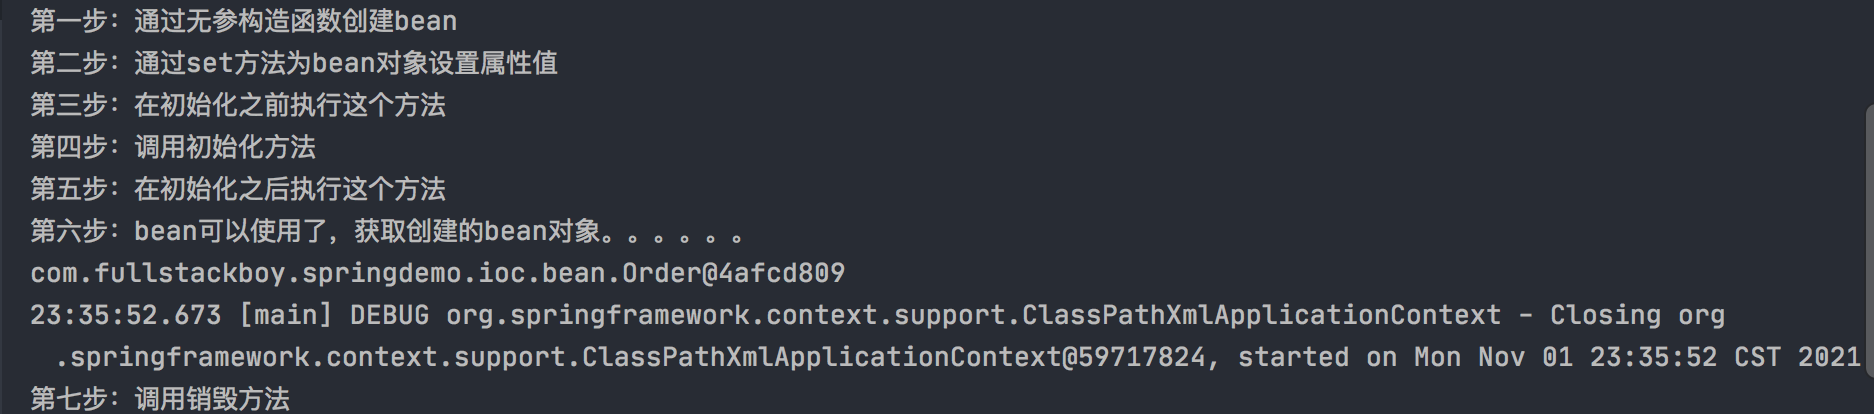 第一步：通过无参构造函数创建bean
第二步：通过set方法为bean对象设置属性值
第三步：在初始化之前执行这个方法
第四步：调用初始化方法
第五步：在初始化之后执行这个方法
第六步：bean可以使用了，获取创建的bean对象。。。。。。
com.fullstackboy.springdemo.ioc.bean.Order@4afcd809
23:35:52.673 [main] DEBUG org.springframework.context.support.ClassPathXmlApplicationContext - Closing org
.springframework.context.support.ClassPathXmlApplicationContext@59717824, started on Mon Nov 01 23:35:52 CST 2021
第七步：调用销毁方法